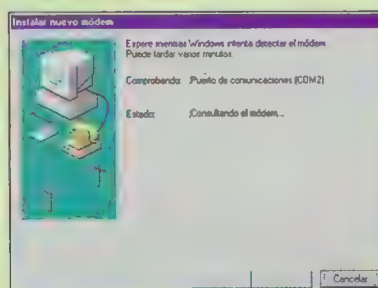 Instalar nuevo módem
Espere mientras Windows intenta detectar el módem.
Puede tardar varios minutos.
Comprobando: Puerto de comunicaciones (COM2)
Estado: Consultando el módem...
Cancelar